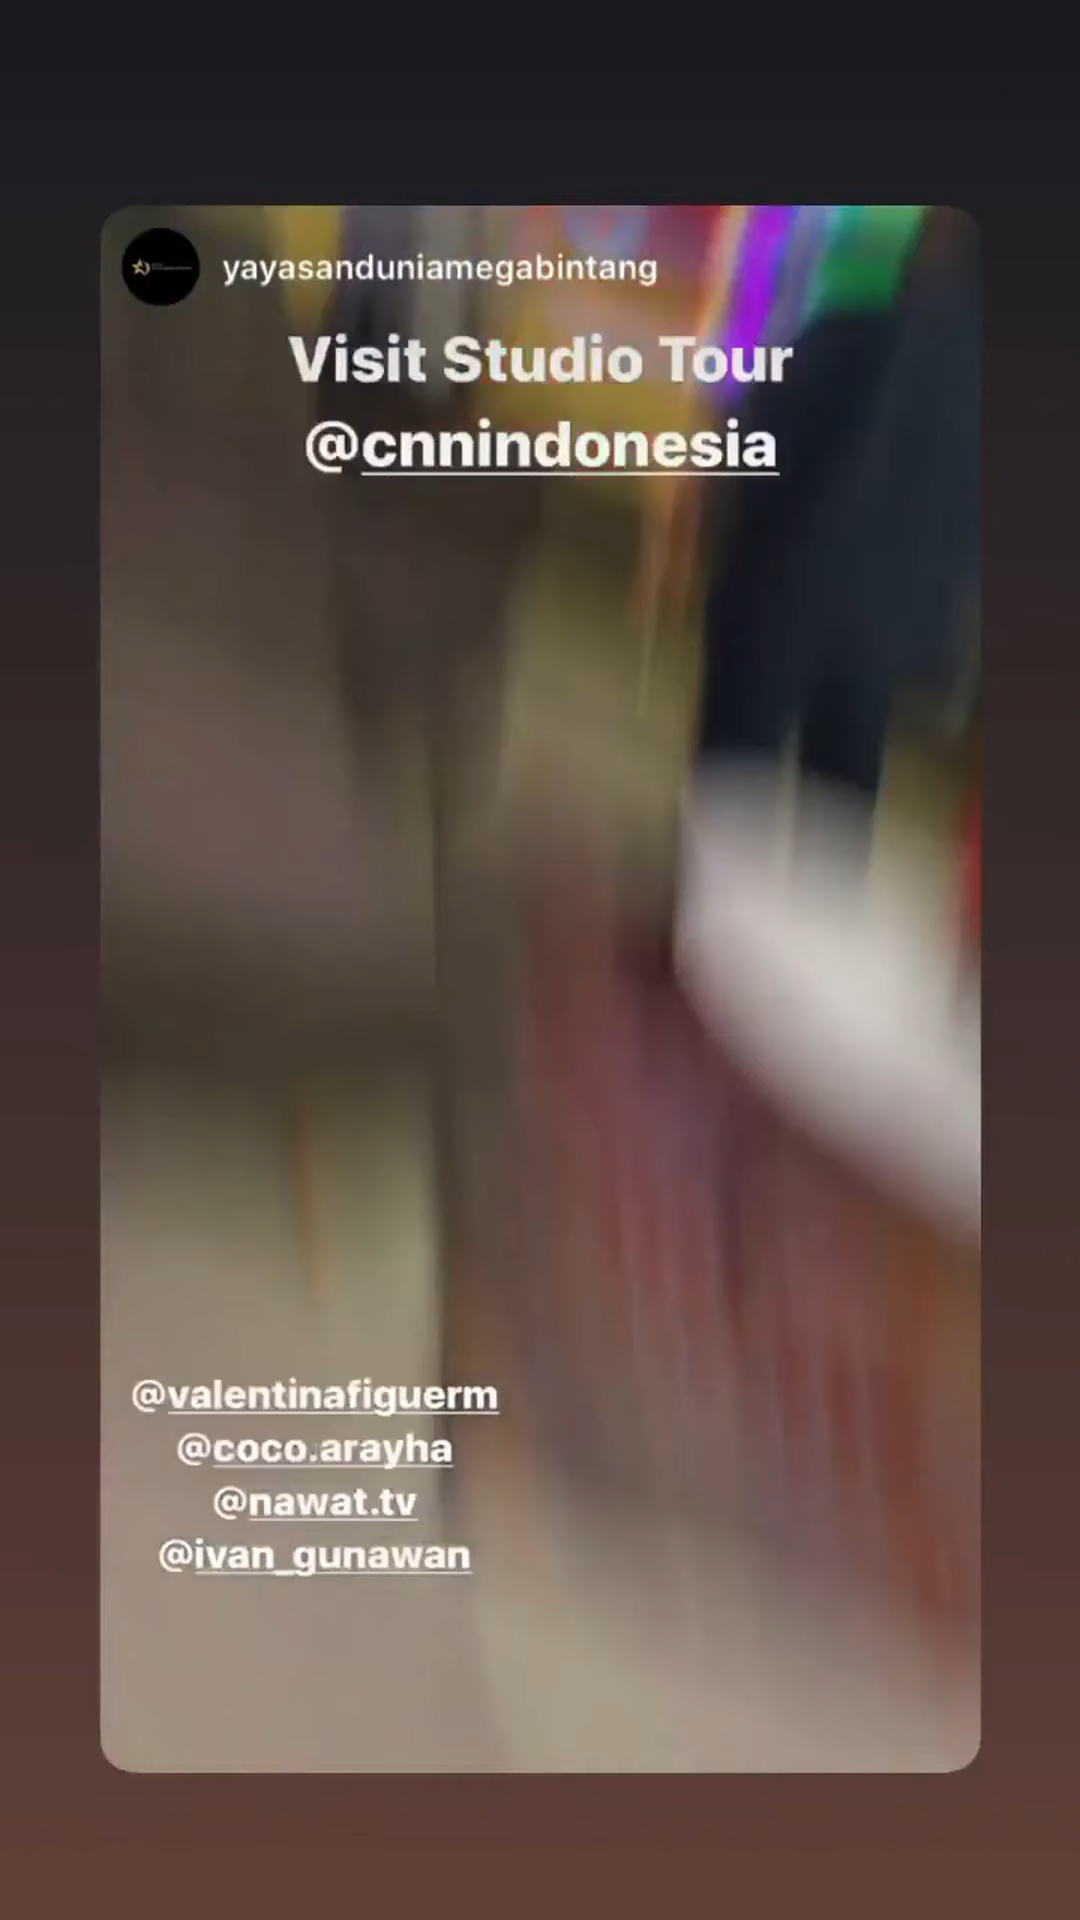 yayasanduniamegabintang
Visit Studio Tour
@cnnindonesia
@valentinafiguerm
@coco.arayha
@nawat.tv
@ivan_gunawan